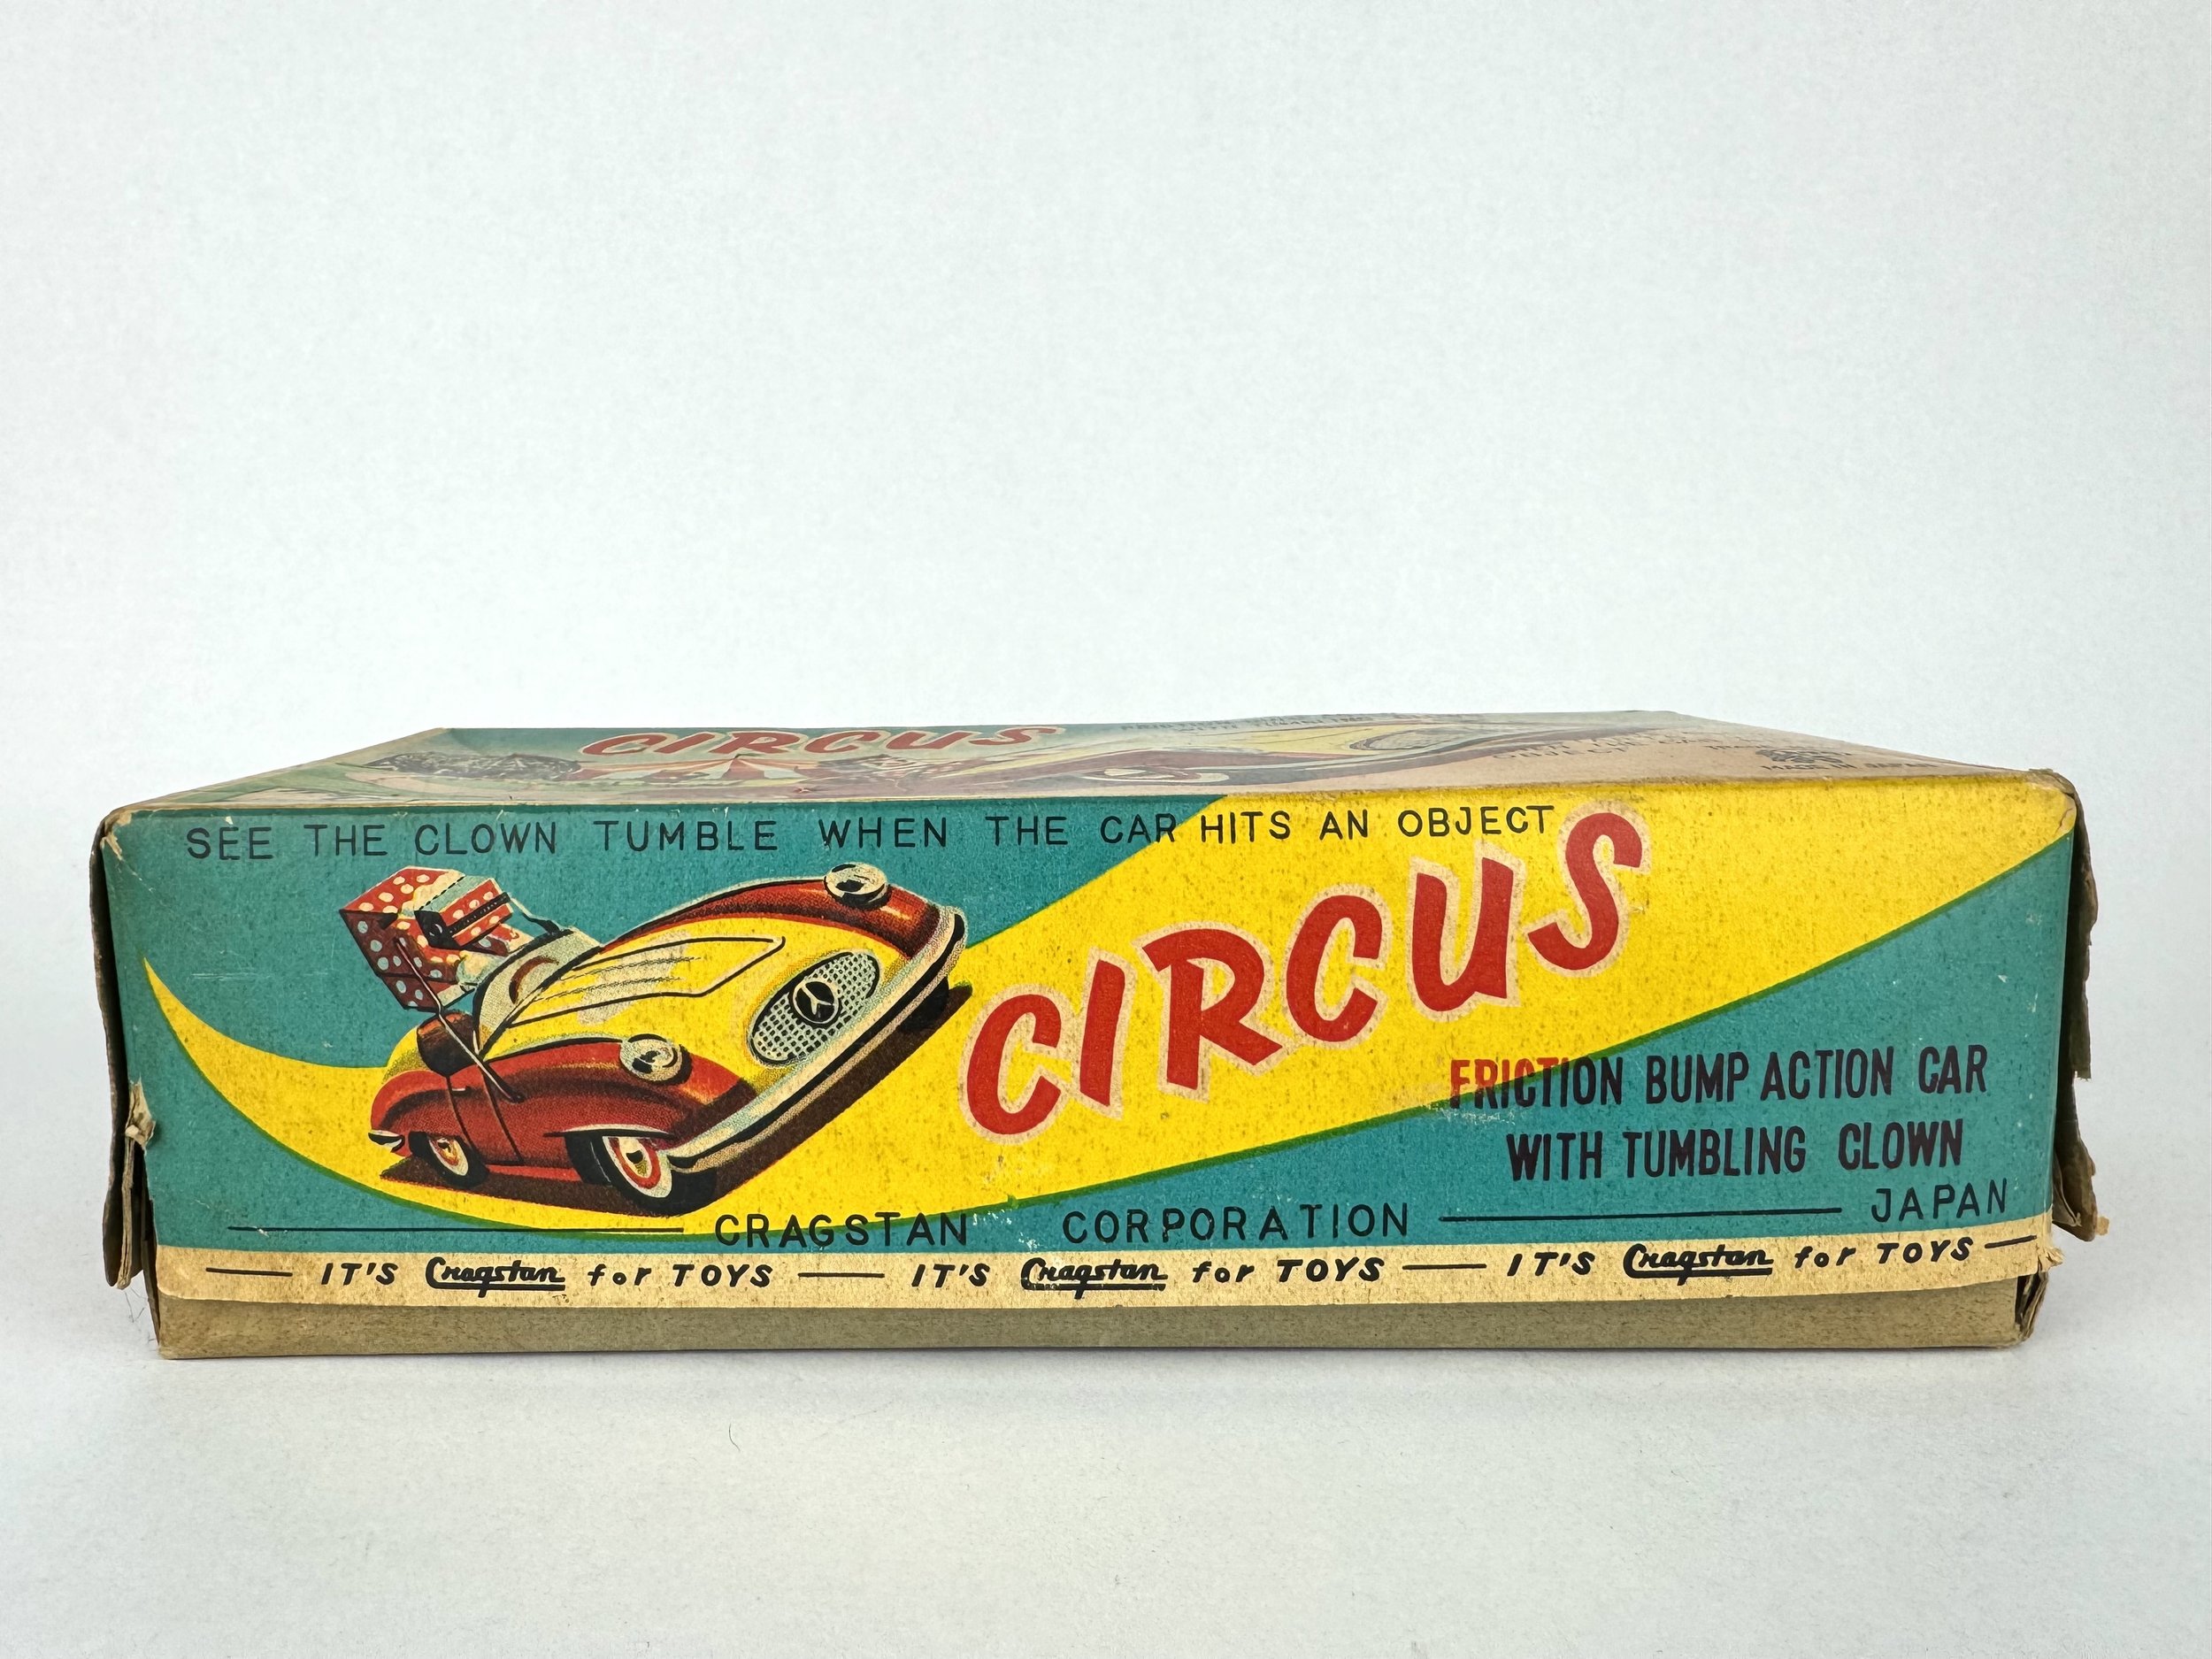 CIRCUS
SEE THE CLOWN TUMBLE WHEN THE CAR HITS AN OBJECT
CIRCUS
FRICTION BUMP ACTION CAR
WITH TUMBLING CLOWN
CRAGSTAN CORPORATION JAPAN
IT'S Cragstan for TOYS — IT'S Cragstan for TOYS — IT'S Cragstan for TOYS